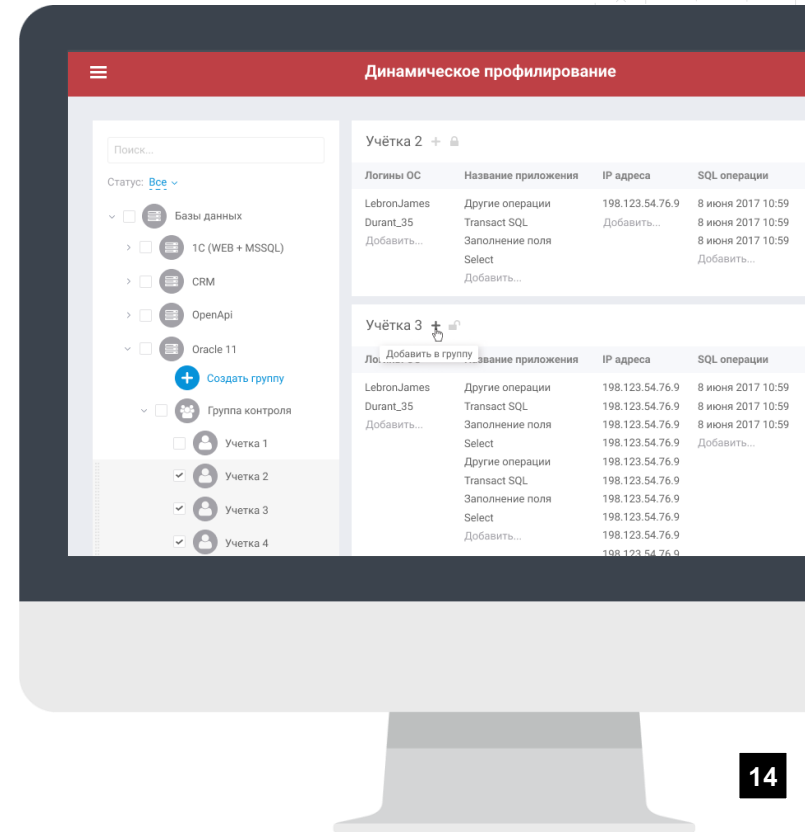 Динамическое профилирование
Поиск...
Статус: Все
Базы данных
1С (WEB + MSSQL)
CRM
OpenApi
Oracle 11
Создать группу
Группа контроля
Учетка 1
Учетка 2
Учетка 3
Учетка 4
Учётка 2
Логины ОС Название приложения IP адреса SQL операции
LebronJames Другие операции 198.123.54.76.9 8 июня 2017 10:59
Durant_35 Transact SQL Добавить... 8 июня 2017 10:59
Добавить... Заполнение поля 8 июня 2017 10:59
Select Добавить...
Добавить...
Учётка 3
Добавить в группу
звание приложения IP адреса SQL операции
LebronJames Другие операции 198.123.54.76.9 8 июня 2017 10:59
Durant_35 Transact SQL 198.123.54.76.9 8 июня 2017 10:59
Добавить... Заполнение поля 198.123.54.76.9 8 июня 2017 10:59
Select 198.123.54.76.9 Добавить...
Другие операции 198.123.54.76.9
Transact SQL 198.123.54.76.9
Заполнение поля 198.123.54.76.9
Select 198.123.54.76.9
Добавить... 198.123.54.76.9
198.123.54.76.9
14